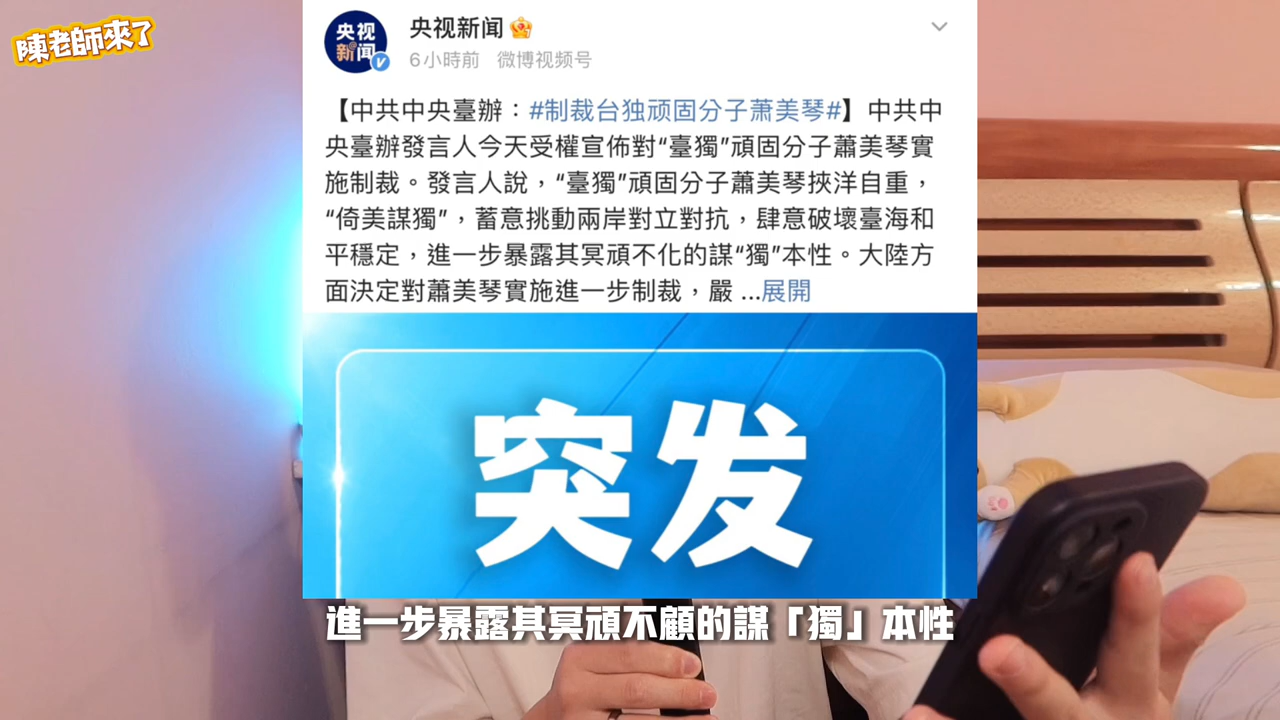 陳老師來了
央视新闻
央视新闻
6小時前 微博视频号
【中共中央臺辦：#制裁台独顽固分子萧美琴#】中共中
央臺辦發言人今天受權宣佈對“臺獨”頑固分子蕭美琴實
施制裁。發言人說，“臺獨”頑固分子蕭美琴挾洋自重，
“倚美謀獨”，蓄意挑動兩岸對立對抗，肆意破壞臺海和
平穩定，進一步暴露其冥頑不化的謀“獨”本性。大陸方
面決定對蕭美琴實施進一步制裁，嚴 ...展開
突发
進一步暴露其冥頑不顧的謀「獨」本性